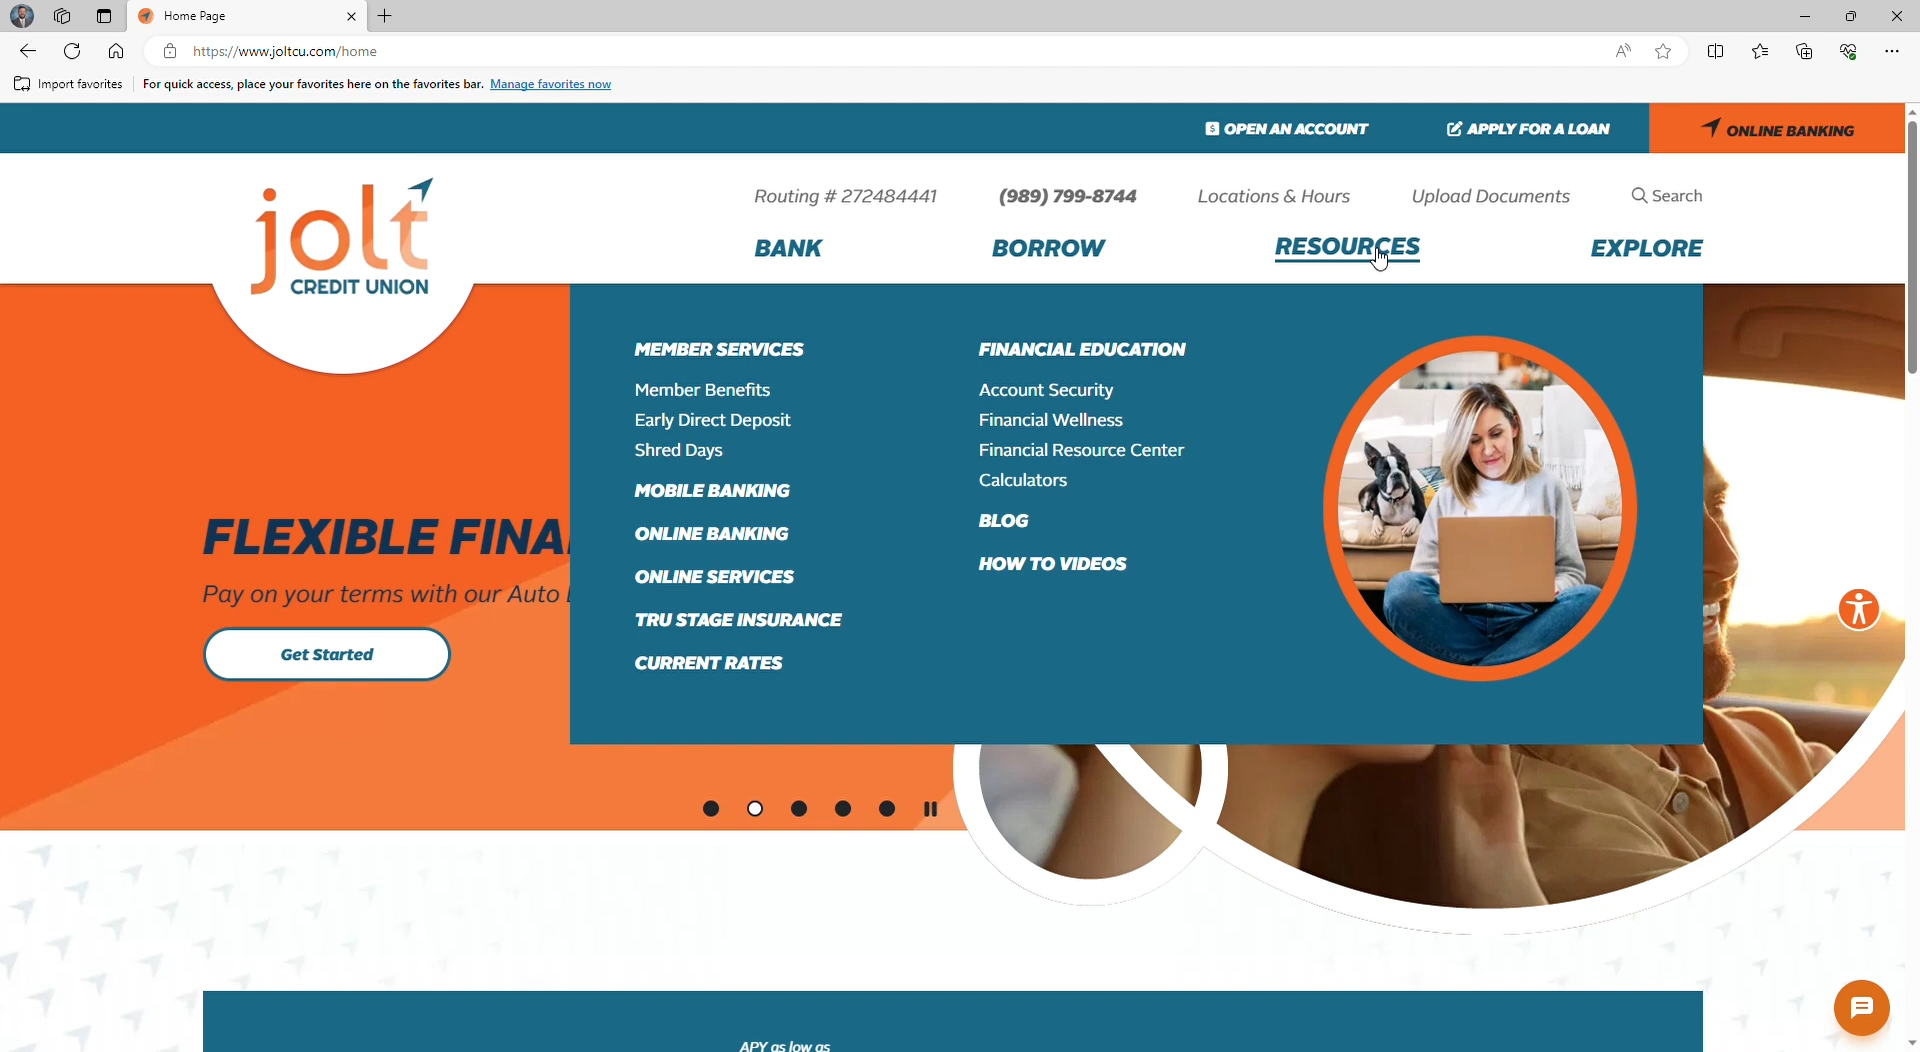 Home Page
https://www.joltcu.com/home
Import favorites
For quick access, place your favorites here on the favorites bar. Manage favorites now
OPEN AN ACCOUNT
APPLY FOR A LOAN
ONLINE BANKING
jolt
CREDIT UNION
Routing # 272484441
(989) 799-8744
Locations & Hours
Upload Documents
Search
BANK
BORROW
RESOURCES
EXPLORE
MEMBER SERVICES
Member Benefits
Early Direct Deposit
Shred Days
MOBILE BANKING
ONLINE BANKING
ONLINE SERVICES
TRU STAGE INSURANCE
CURRENT RATES
FINANCIAL EDUCATION
Account Security
Financial Wellness
Financial Resource Center
Calculators
BLOG
HOW TO VIDEOS
FLEXIBLE FINA
Pay on your terms with our Auto
Get Started
APY as low as